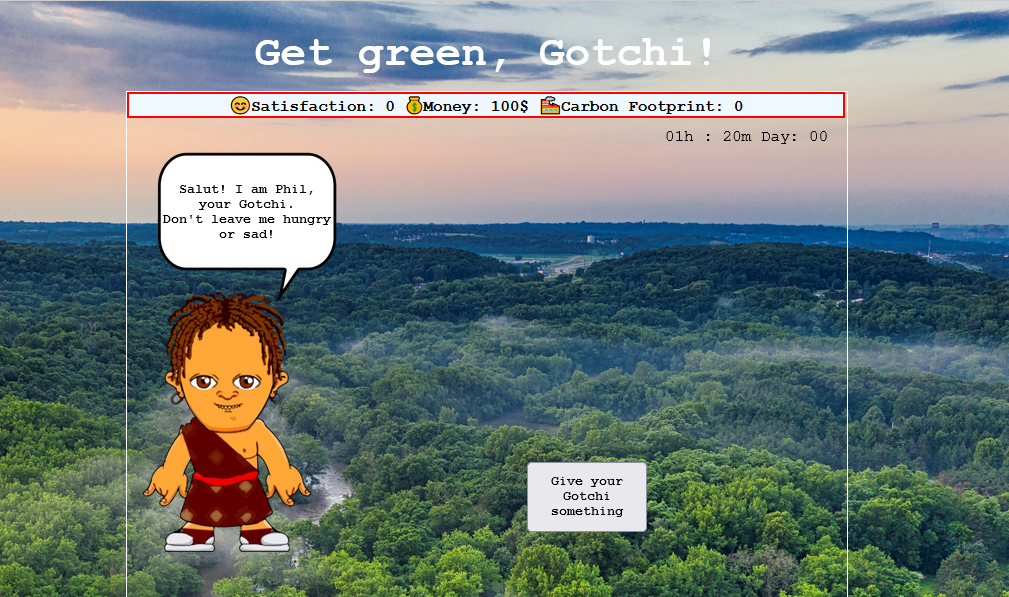 Get green, Gotchi!
😊Satisfaction: 0 💰Money: 100$ 🏭Carbon Footprint: 0
01h : 20m Day: 00
Salut! I am Phil,
your Gotchi.
Don't leave me hungry
or sad!
Give your
Gotchi
something